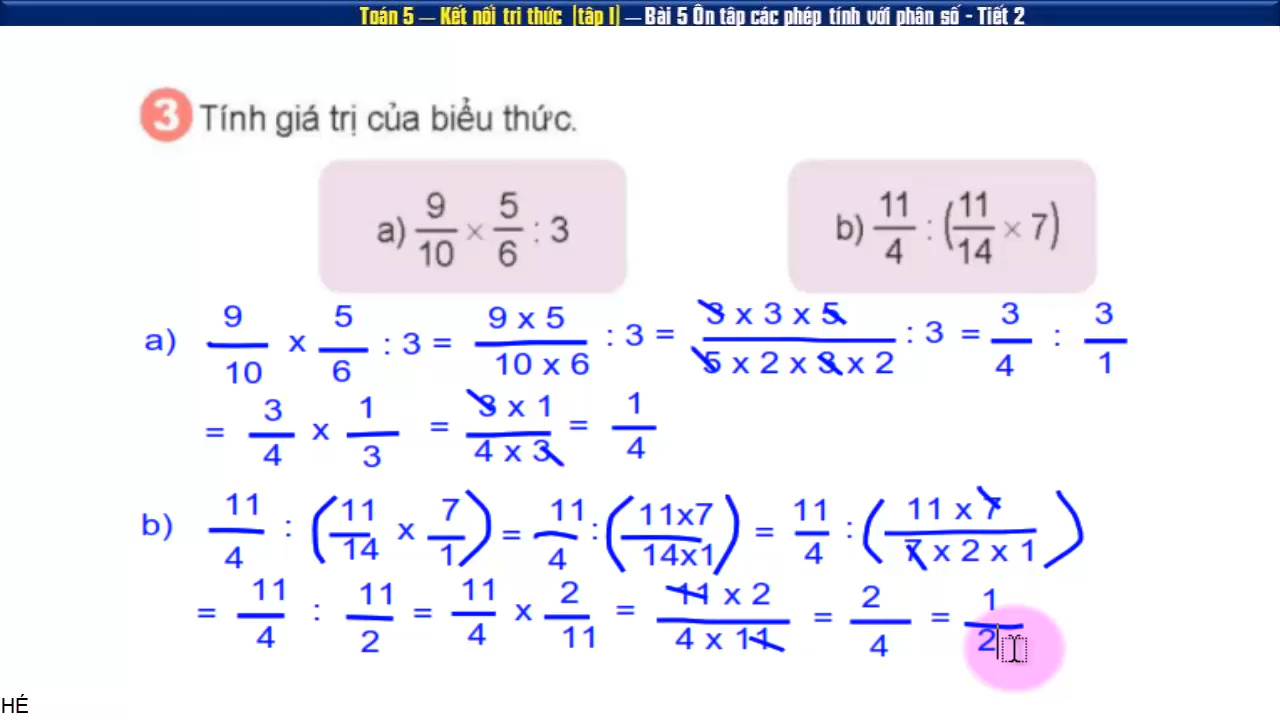 Toán 5 – Kết nối tri thức [tập 1] – Bài 5 Ôn tập các phép tính với phân số - Tiết 2
3 Tính giá trị của biểu thức.
a) 9/10 × 5/6 : 3
b) 11/4 : (11/14 × 7)
a) 9/10 x 5/6 : 3 = 9 x 5/10 x 6 : 3 = 3 x 3 x 5/5 x 2 x 3 x 2 : 3 = 3/4 : 3/1
= 3/4 x 1/3 = 3 x 1/4 x 3 = 1/4
b) 11/4 : (11/14 x 7/1) = 11/4 : (11x7/14x1) = 11/4 : (11 x 7/7 x 2 x 1)
= 11/4 : 11/2 = 11/4 x 2/11 = 11 x 2/4 x 11 = 2/4 = 1/2
HÉ